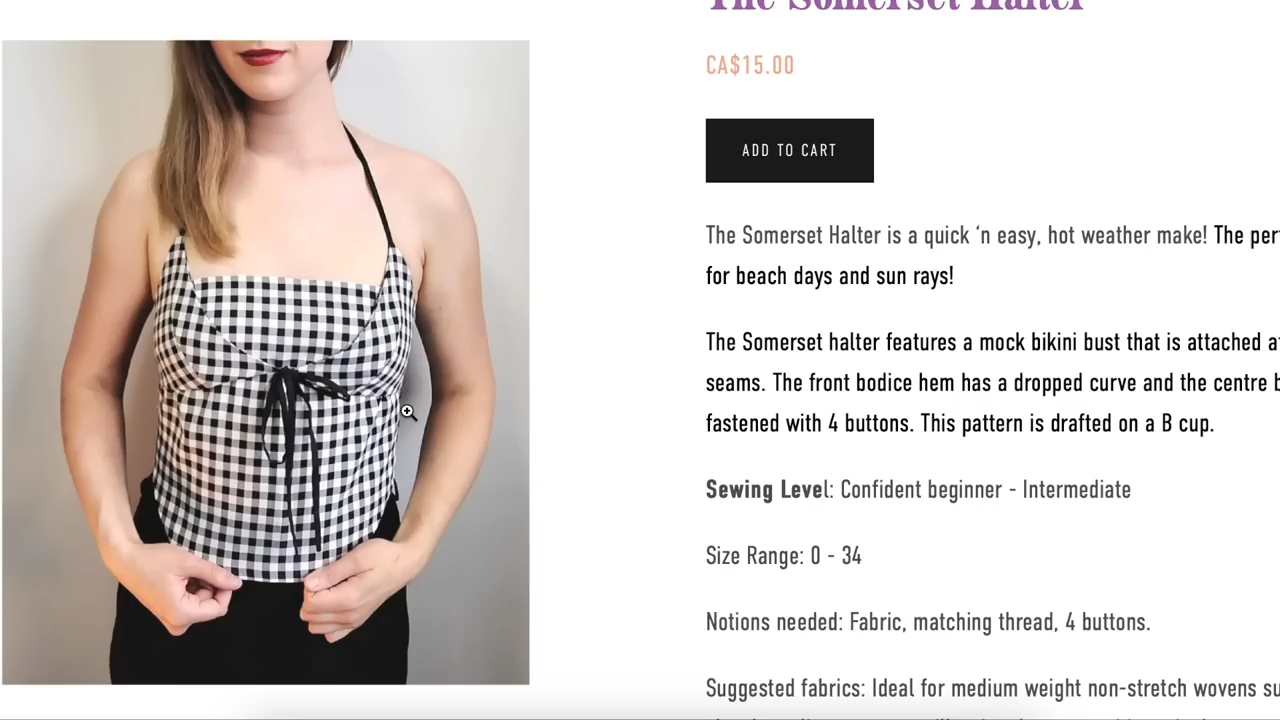 The Somerset Halter
CA$15.00
ADD TO CART
The Somerset Halter is a quick ‘n easy, hot weather make! The
for beach days and sun rays!
The Somerset halter features a mock bikini bust that is attached
seams. The front bodice hem has a dropped curve and the centre
fastened with 4 buttons. This pattern is drafted on a B cup.
Sewing Level: Confident beginner - Intermediate
Size Range: 0 - 34
Notions needed: Fabric, matching thread, 4 buttons.
Suggested fabrics: Ideal for medium weight non-stretch wovens